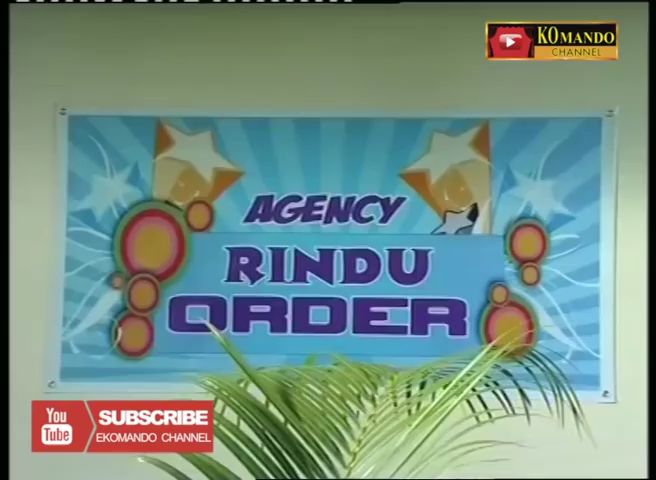 KOMANDO
CHANNEL
AGENCY
RINDU
ORDER
You
Tube
SUBSCRIBE
EKOMANDO CHANNEL